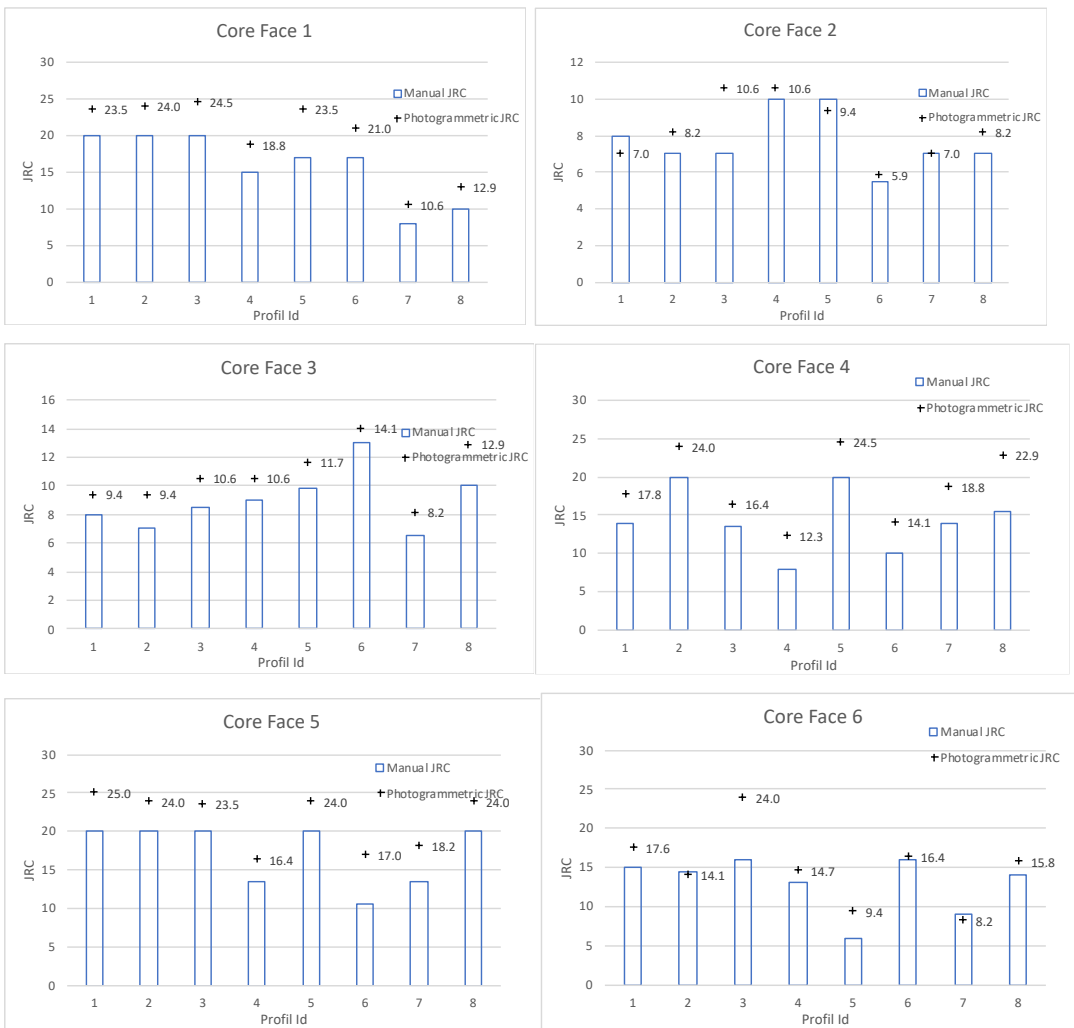 Core Face 1
30
Manual JRC
25
23.5
24.0
24.5
23.5
Photogrammetric JRC
21.0
20
18.8
JRC
15
12.9
10.6
10
5
0
1 2 3 4 5 6 7 8
Profil Id
Core Face 2
12
Manual JRC
10.6
10.6
Photogrammetric JRC
10
9.4
8.2
8.2
8
7.0
7.0
JRC
6
5.9
4
2
0
1 2 3 4 5 6 7 8
Profil Id
Core Face 3
16
14.1
14
Manual JRC
12.9
12
Photogrammetric JRC
11.7
10.6
10.6
10
9.4
9.4
8.2
8
JRC
6
4
2
0
1 2 3 4 5 6 7 8
Profil Id
Core Face 4
Manual JRC
30
Photogrammetric JRC
25
24.0
24.5
22.9
20
18.8
17.8
16.4
JRC
15
14.1
12.3
10
5
0
1 2 3 4 5 6 7 8
Profil Id
Core Face 5
30
Manual JRC
25
25.0
24.0
23.5
24.0
Photogrammetric JRC
24.0
20
18.2
17.0
16.4
JRC
15
10
5
0
1 2 3 4 5 6 7 8
Profil Id
Core Face 6
Manual JRC
30
Photogrammetric JRC
25
24.0
20
17.6
16.4
15.8
JRC
15
14.1
14.7
10
9.4
8.2
5
0
1 2 3 4 5 6 7 8
Profil Id